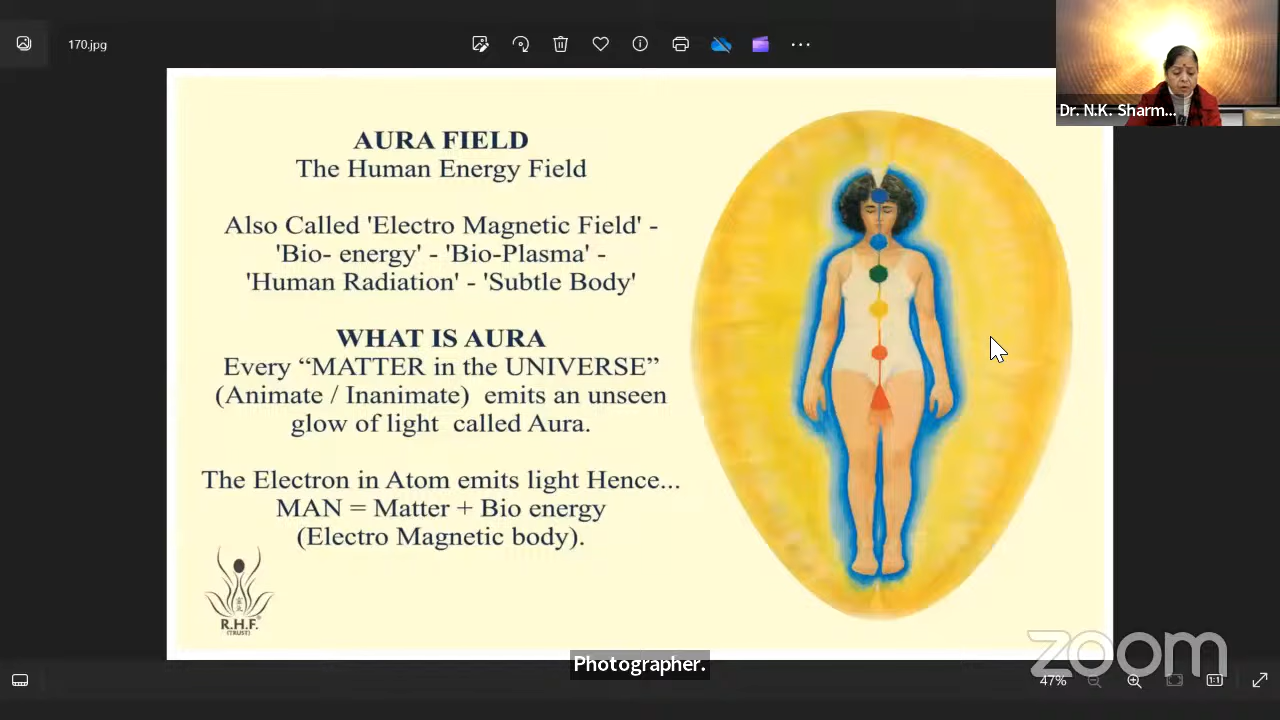 170.jpg
Dr. N.K. Sharm...
AURA FIELD
The Human Energy Field
Also Called 'Electro Magnetic Field' -
'Bio- energy' - 'Bio-Plasma' -
'Human Radiation' - 'Subtle Body'
WHAT IS AURA
Every “MATTER in the UNIVERSE”
(Animate / Inanimate) emits an unseen
glow of light called Aura.
The Electron in Atom emits light Hence...
MAN = Matter + Bio energy
(Electro Magnetic body).
R.H.F.
(TRUST)
Photographer.
zoom
47%
1:1